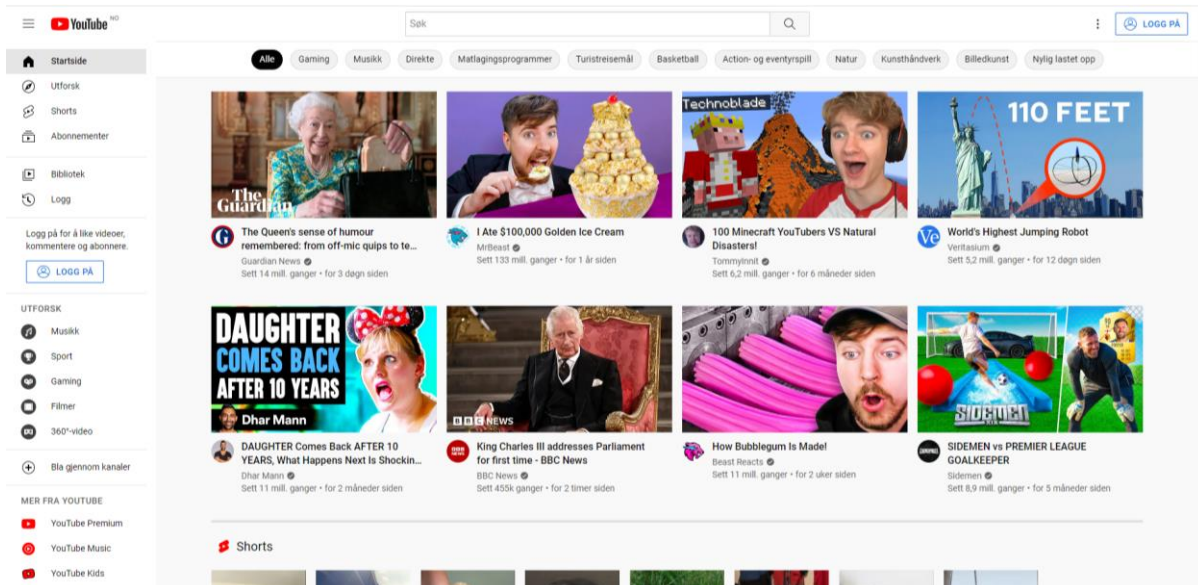 YouTube NO
Søk
LOGG PÅ
Startside
Utforsk
Shorts
Abonnementer
Bibliotek
Logg
Logg på for å like videoer,
kommentere og abonnere.
LOGG PÅ
UTFORSK
Musikk
Sport
Gaming
Filmer
360°-video
Bla gjennom kanaler
MER FRA YOUTUBE
YouTube Premium
YouTube Music
YouTube Kids
Alle Gaming Musikk Direkte Matlagingsprogrammer Turistreisemål Basketball Action- og eventyrspill Natur Kunsthåndverk Billedkunst Nylig lastet opp
The
Guardian
The Queen's sense of humour
remembered: from off-mic quips to te...
Guardian News
Sett 14 mill. ganger • for 3 døgn siden
I Ate $100,000 Golden Ice Cream
MrBeast
Sett 133 mill. ganger • for 1 år siden
Technoblade
100 Minecraft YouTubers VS Natural
Disasters!
TommyInnit
Sett 6,2 mill. ganger • for 6 måneder siden
110 FEET
Ve
World's Highest Jumping Robot
Veritasium
Sett 5,2 mill. ganger • for 12 døgn siden
DAUGHTER
COMES BACK
AFTER 10 YEARS
Dhar Mann
DAUGHTER Comes Back AFTER 10
YEARS, What Happens Next Is Shockin...
Dhar Mann
Sett 11 mill. ganger • for 2 måneder siden
BBC NEWS
King Charles III addresses Parliament
for first time - BBC News
BBC News
Sett 455k ganger • for 2 timer siden
How Bubblegum Is Made!
Beast Reacts
Sett 11 mill. ganger • for 2 uker siden
SIDEMEN
SIDEMEN vs PREMIER LEAGUE
GOALKEEPER
Sidemen
Sett 8,9 mill. ganger • for 5 måneder siden
Shorts